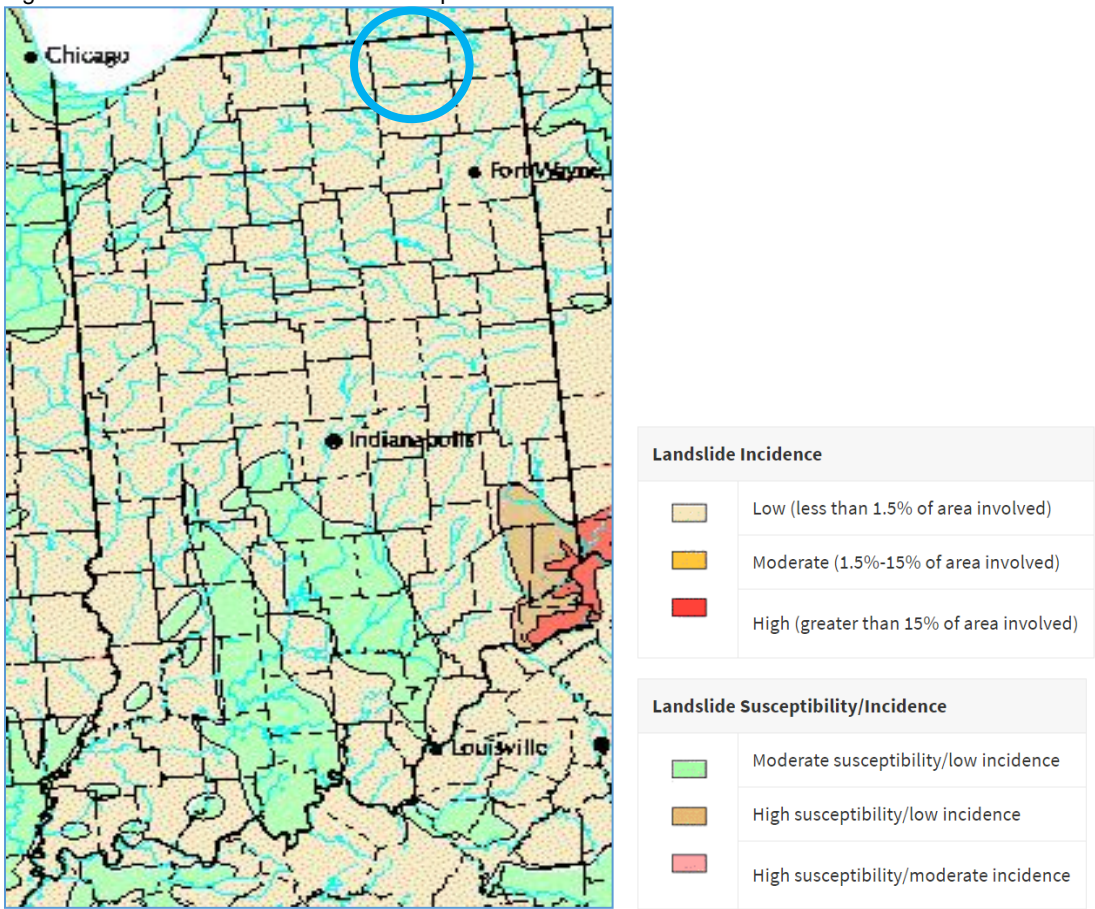 Chicago
Fort Wayne
Indianapolis
Louisville
Landslide Incidence
Low (less than 1.5% of area involved)
Moderate (1.5%-15% of area involved)
High (greater than 15% of area involved)
Landslide Susceptibility/Incidence
Moderate susceptibility/low incidence
High susceptibility/low incidence
High susceptibility/moderate incidence